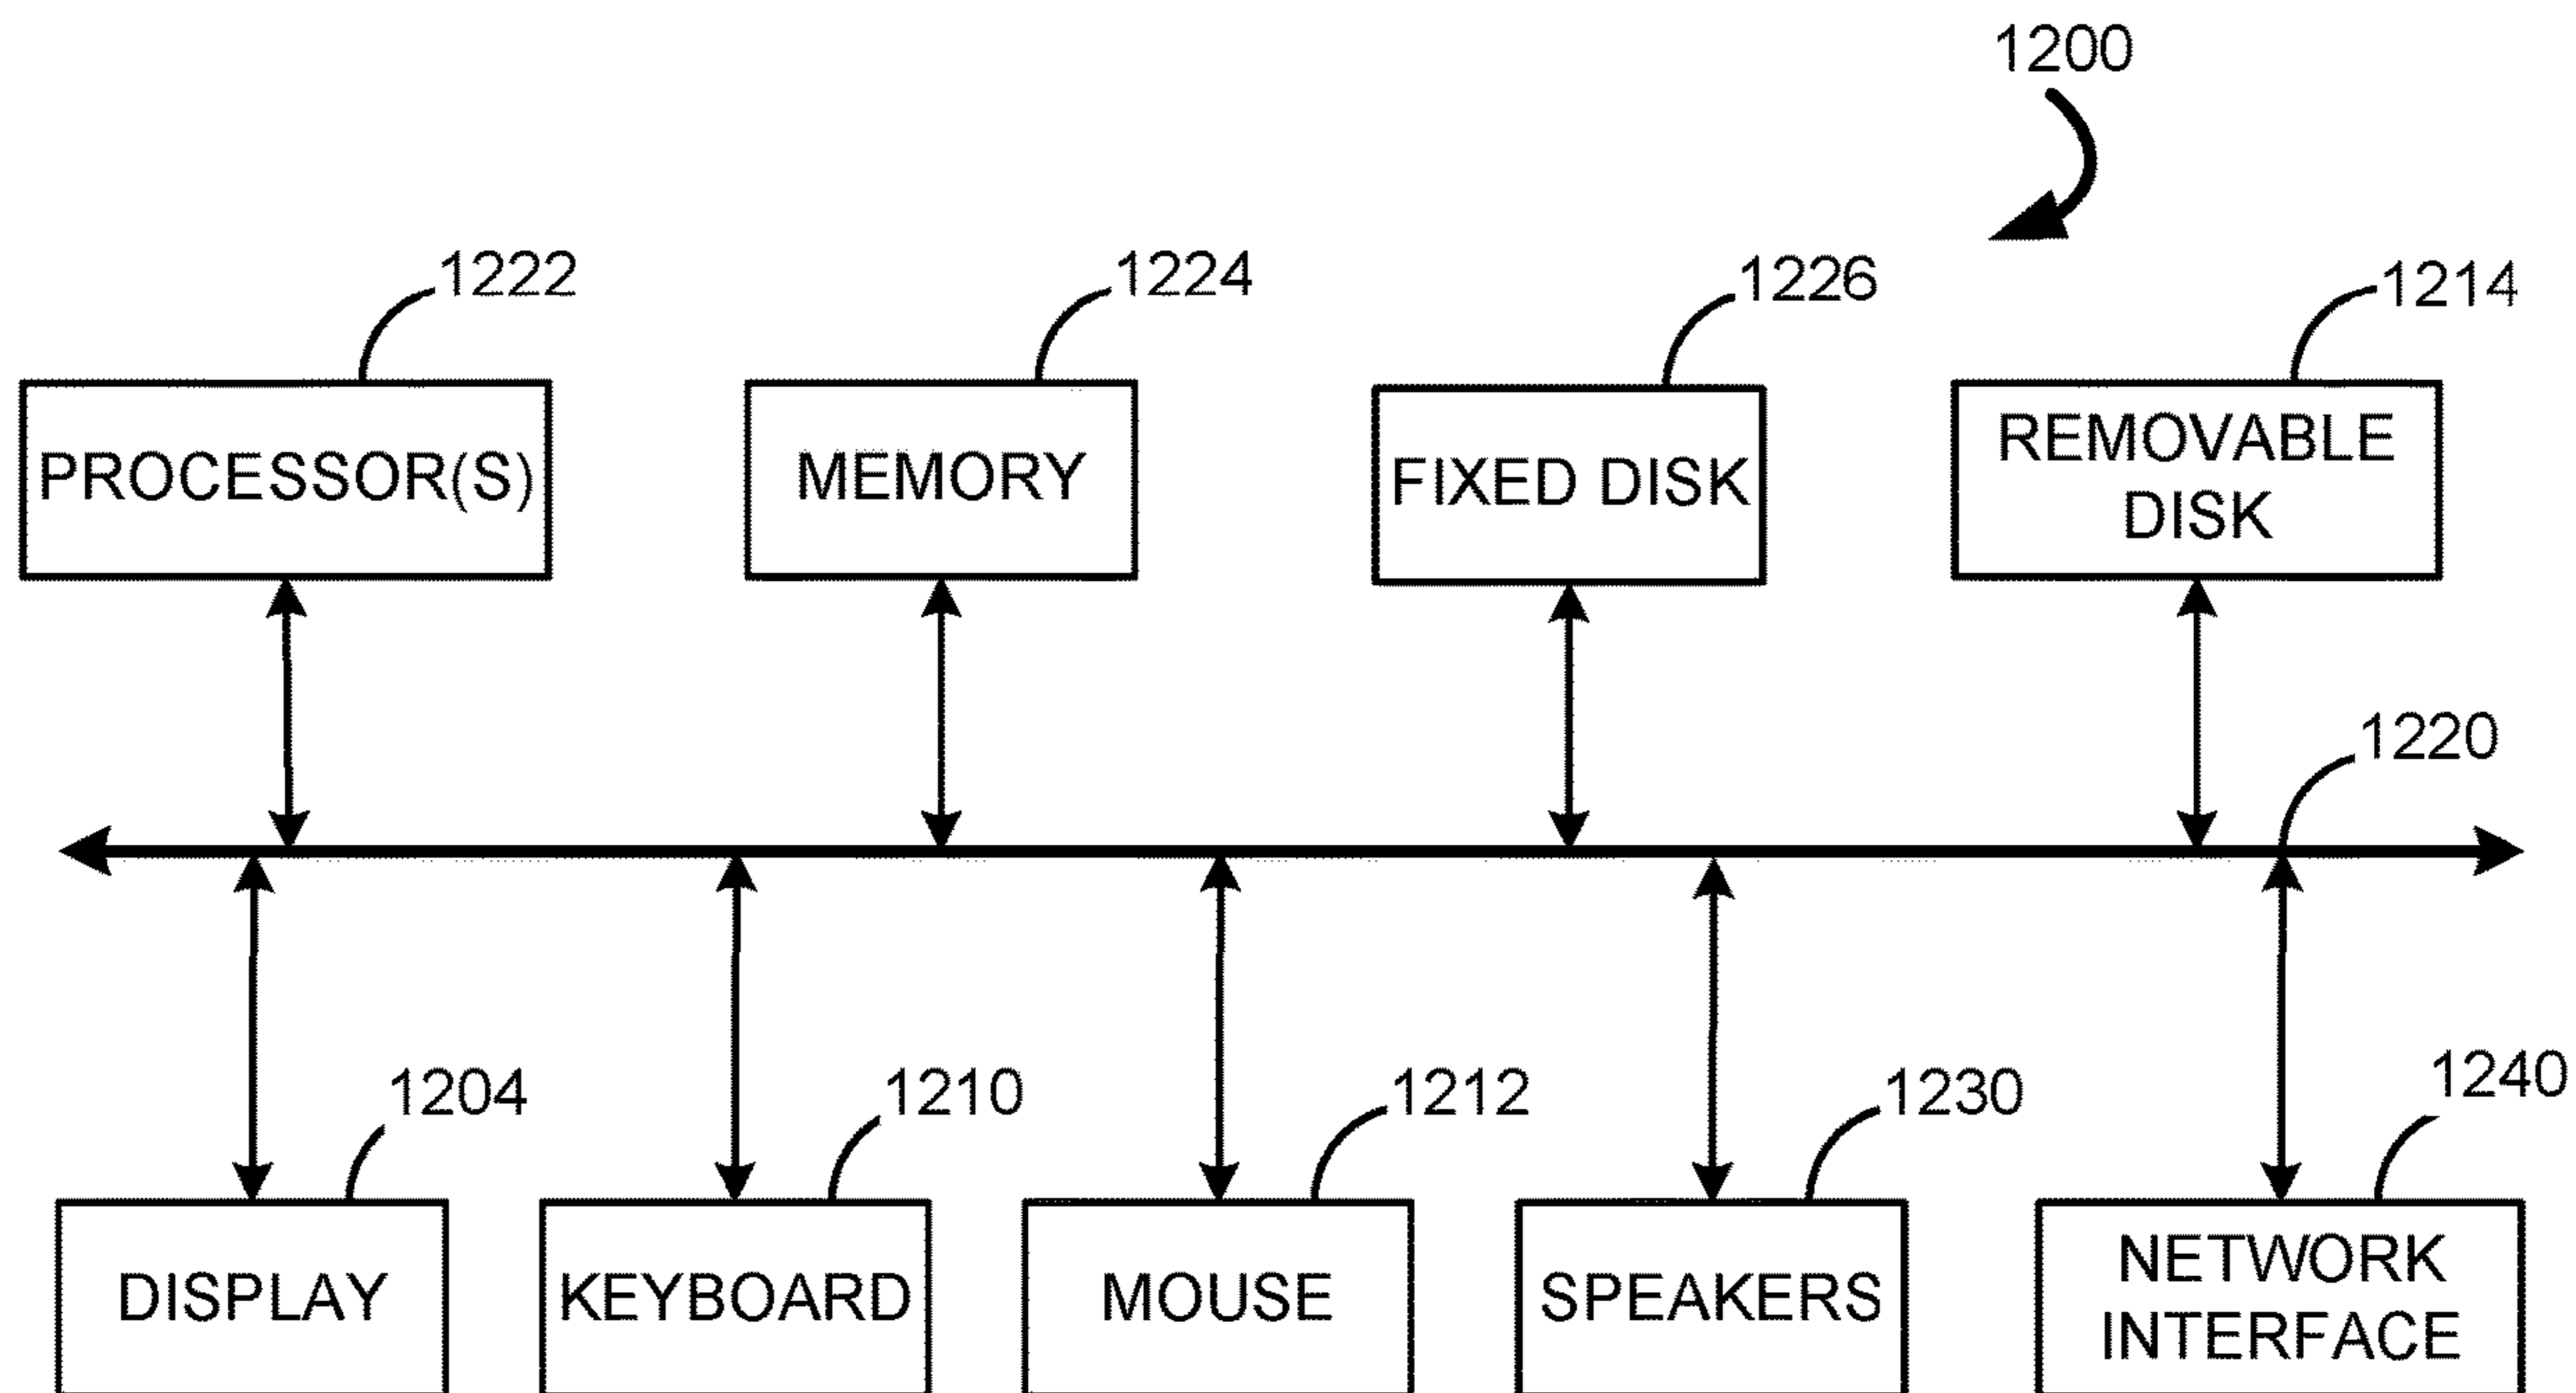 1200
1222
1224
1226
1214
PROCESSOR(S)
MEMORY
FIXED DISK
REMOVABLE
DISK
1220
1204
1210
1212
1230
1240
DISPLAY
KEYBOARD
MOUSE
SPEAKERS
NETWORK
INTERFACE